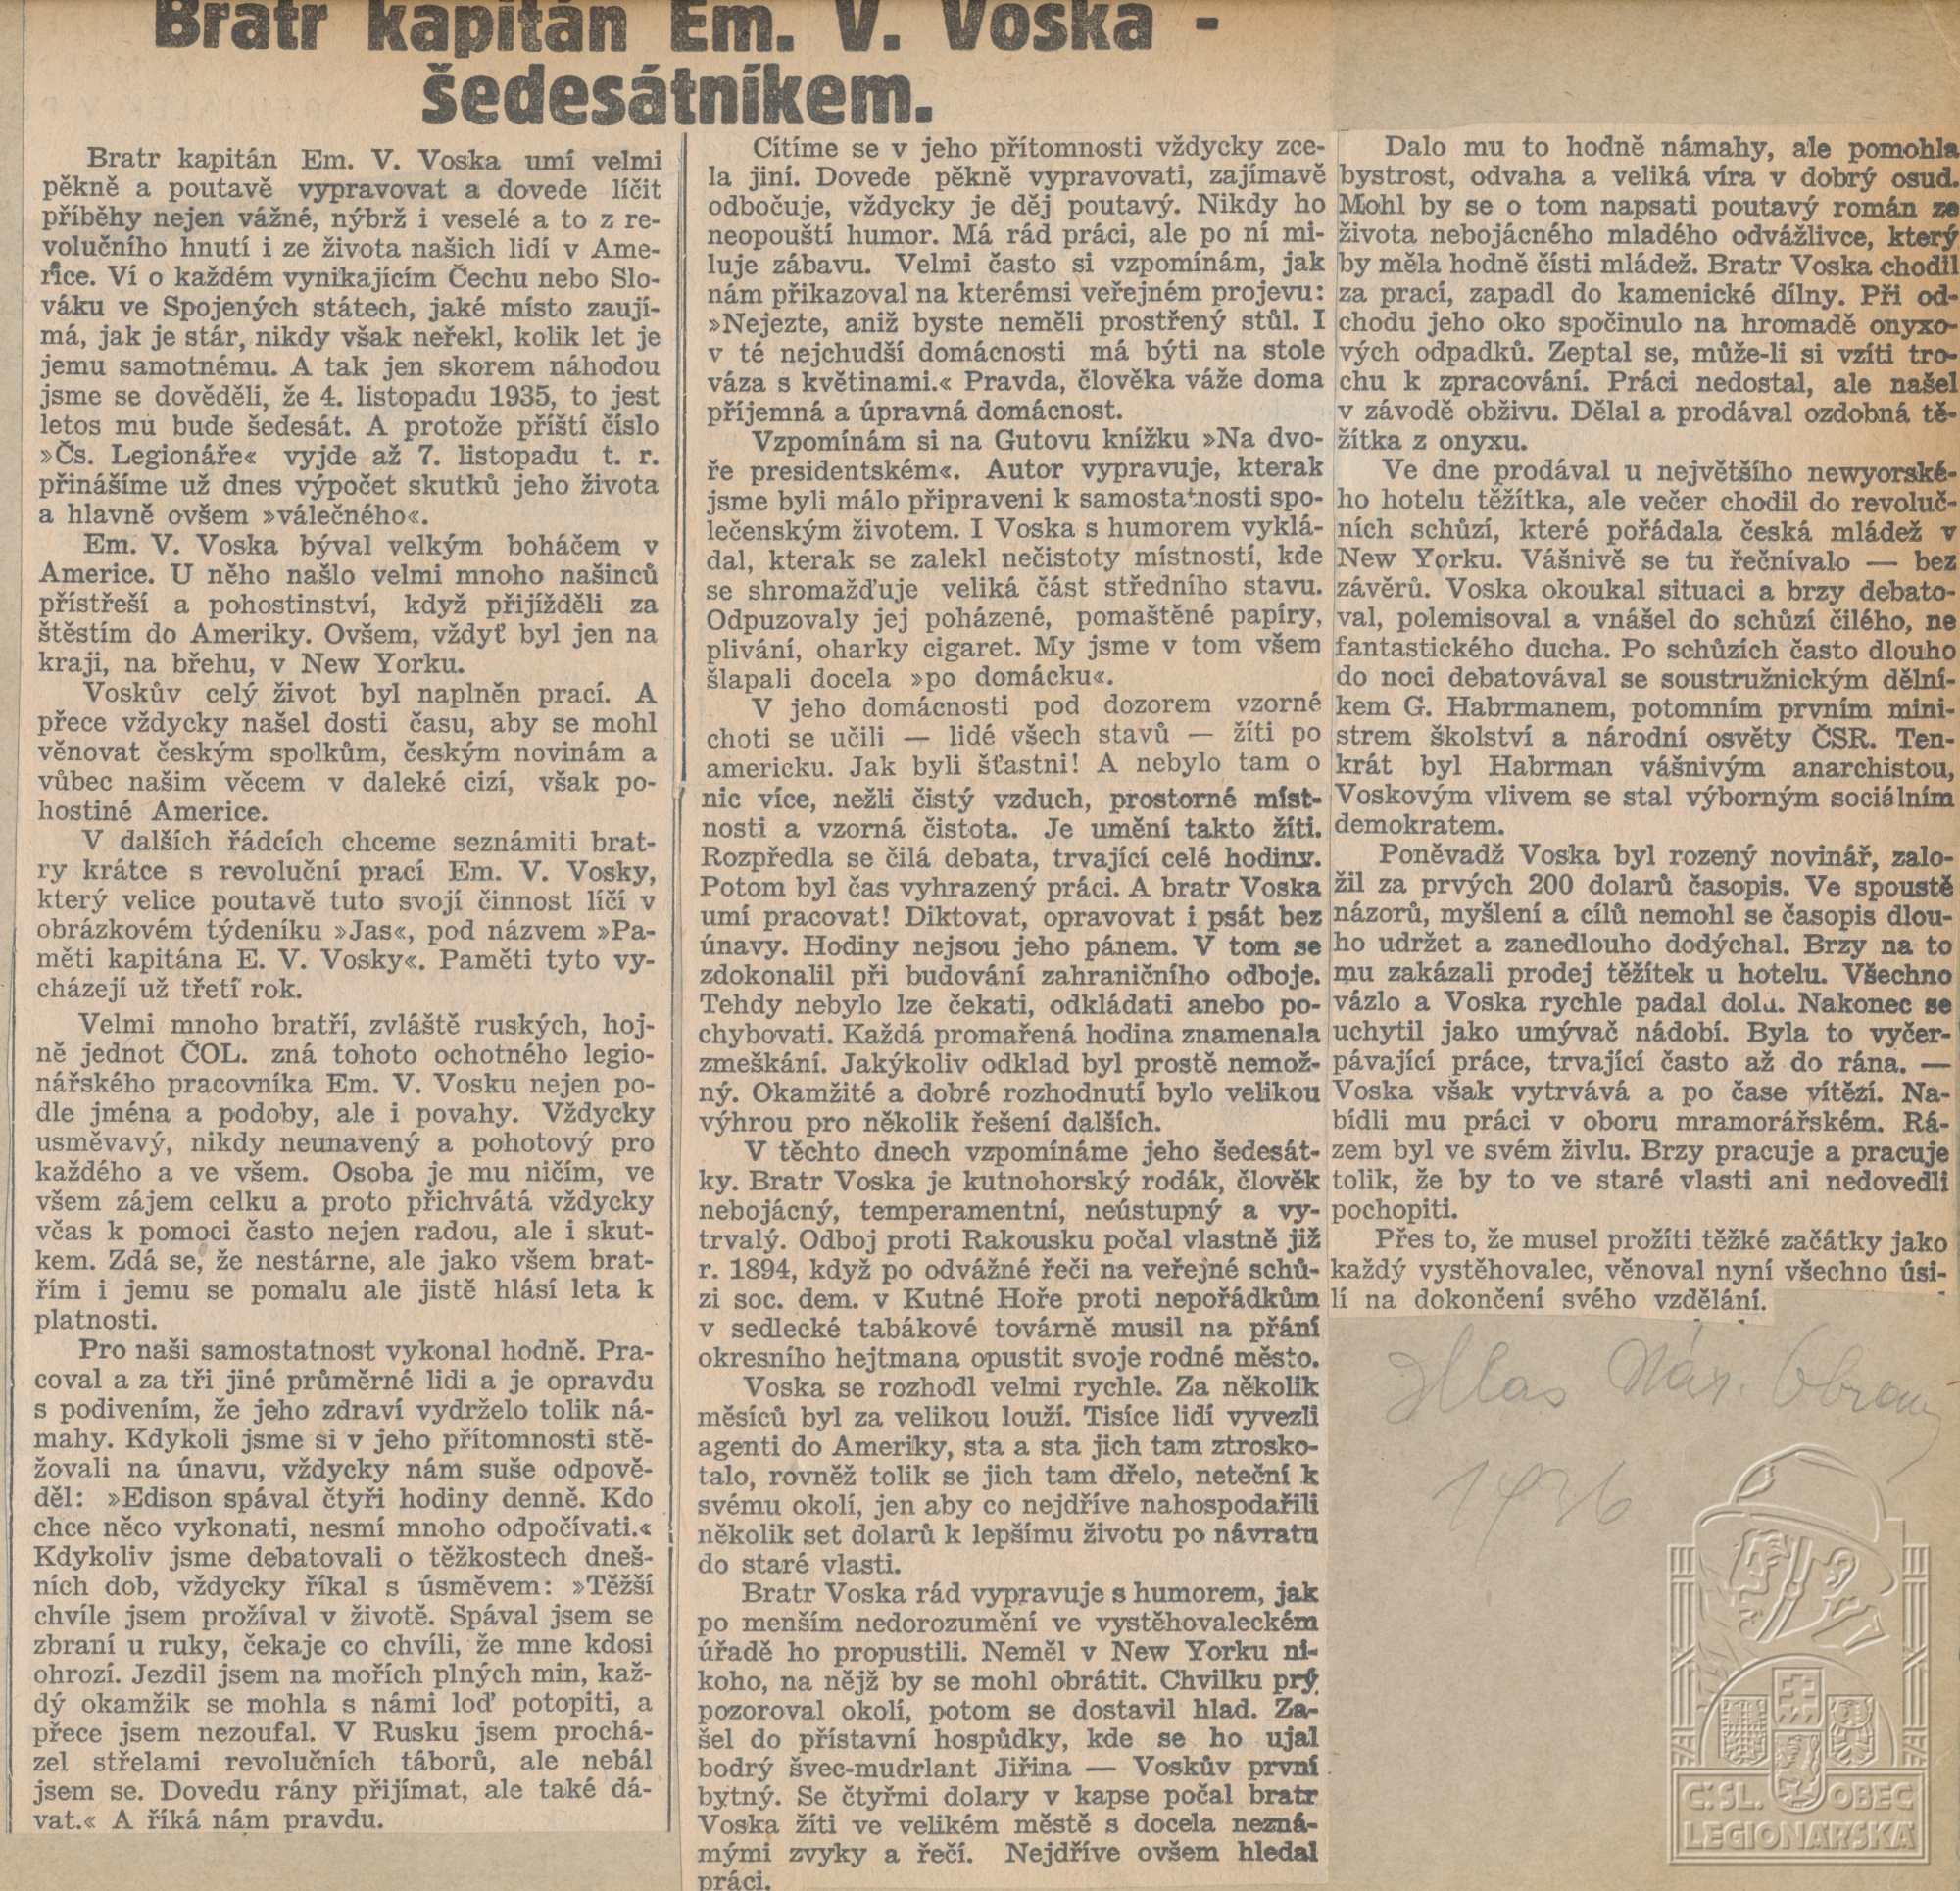 Bratr kapitán Em. V. Voska -
šedesátníkem.
Bratr kapitán Em. V. Voska umí velmi
pěkně a poutavě vypravovat a dovede líčit
příběhy nejen vážné, nýbrž i veselé a to z re-
volučního hnutí i ze života našich lidí v Ame-
rice. Ví o každém vynikajícím Čechu nebo Slo-
váku ve Spojených státech, jaké místo zaují-
má, jak je stár, nikdy však neřekl, kolik let je
jemu samotnému. A tak jen skorem náhodou
jsme se dověděli, že 4. listopadu 1935, to jest
letos mu bude šedesát. A protože příští číslo
»Čs. Legionáře« vyjde až 7. listopadu t. r.
přinášíme už dnes výpočet skutků jeho života
a hlavně ovšem »válečného«.
Em. V. Voska býval velkým boháčem v
Americe. U něho našlo velmi mnoho našinců
přístřeší a pohostinství, když přijížděli za
štěstím do Ameriky. Ovšem, vždyť byl jen na
kraji, na břehu, v New Yorku.
Voskův celý život byl naplněn prací. A
přece vždycky našel dosti času, aby se mohl
věnovat českým spolkům, českým novinám a
vůbec našim věcem v daleké cizí, však po-
hostiné Americe.
V dalších řádcích chceme seznámiti brat-
ry krátce s revoluční prací Em. V. Vosky,
který velice poutavě tuto svojí činnost líčí v
obrázkovém týdeníku »Jas«, pod názvem »Pa-
měti kapitána E. V. Vosky«. Paměti tyto vy-
cházejí už třetí rok.
Velmi mnoho bratří, zvláště ruských, hoj-
ně jednot ČOL. zná tohoto ochotného legio-
nářského pracovníka Em. V. Vosku nejen po-
dle jména a podoby, ale i povahy. Vždycky
usměvavý, nikdy neunavený a pohotový pro
každého a ve všem. Osoba je mu ničím, ve
všem zájem celku a proto přichvátá vždycky
včas k pomoci často nejen radou, ale i skut-
kem. Zdá se, že nestárne, ale jako všem brat-
řím i jemu se pomalu ale jistě hlásí leta k
platnosti.
Pro naši samostatnost vykonal hodně. Pra-
coval a za tři jiné průměrné lidi a je opravdu
s podivením, že jeho zdraví vydrželo tolik ná-
mahy. Kdykoli jsme si v jeho přítomnosti stě-
žovali na únavu, vždycky nám suše odpově-
děl: »Edison spával čtyři hodiny denně. Kdo
chce něco vykonati, nesmí mnoho odpočívati.«
Kdykoliv jsme debatovali o těžkostech dneš-
ních dob, vždycky říkal s úsměvem: »Těžší
chvíle jsem prožíval v životě. Spával jsem se
zbraní u ruky, čekaje co chvíli, že mne kdosi
ohrozí. Jezdil jsem na mořích plných min, kaž-
dý okamžik se mohla s námi loď potopiti, a
přece jsem nezoufal. V Rusku jsem prochá-
zel střelami revolučních táborů, ale nebál
jsem se. Dovedu rány přijímat, ale také dá-
vat.« A říká nám pravdu.
Cítíme se v jeho přítomnosti vždycky zce-
la jiní. Dovede pěkně vypravovati, zajímavě
odbočuje, vždycky je děj poutavý. Nikdy ho
neopouští humor. Má rád práci, ale po ní mi-
luje zábavu. Velmi často si vzpomínám, jak
nám přikazoval na kterémsi veřejném projevu:
»Nejezte, aniž byste neměli prostřený stůl. I
v té nejchudší domácnosti má býti na stole
váza s květinami.« Pravda, člověka váže doma
příjemná a úpravná domácnost.
Vzpomínám si na Gutovu knížku »Na dvo-
ře presidentském«. Autor vypravuje, kterak
jsme byli málo připraveni k samostatnosti spo-
lečenským životem. I Voska s humorem vyklá-
dal, kterak se zalekl nečistoty místností, kde
se shromažďuje veliká část středního stavu.
Odpuzovaly jej poházené, pomaštěné papíry,
plivání, oharky cigaret. My jsme v tom všem
šlapali docela »po domácku«.
V jeho domácnosti pod dozorem vzorné
choti se učili — lidé všech stavů — žíti po
americku. Jak byli šťastni! A nebylo tam o
nic více, nežli čistý vzduch, prostorné míst-
nosti a vzorná čistota. Je umění takto žíti.
Rozpředla se čilá debata, trvající celé hodiny.
Potom byl čas vyhrazený práci. A bratr Voska
umí pracovat! Diktovat, opravovat i psát bez
únavy. Hodiny nejsou jeho pánem. V tom se
zdokonalil při budování zahraničního odboje.
Tehdy nebylo lze čekati, odkládati anebo po-
chybovati. Každá promařená hodina znamenala
zmeškání. Jakýkoliv odklad byl prostě nemož-
ný. Okamžité a dobré rozhodnutí bylo velikou
výhrou pro několik řešení dalších.
V těchto dnech vzpomínáme jeho šedesát-
ky. Bratr Voska je kutnohorský rodák, člověk
nebojácný, temperamentní, neústupný a vy-
trvalý. Odboj proti Rakousku počal vlastně již
r. 1894, když po odvážné řeči na veřejné schů-
zi soc. dem. v Kutné Hoře proti nepořádkům
v sedlecké tabákové továrně musil na přání
okresního hejtmana opustit svoje rodné město.
Voska se rozhodl velmi rychle. Za několik
měsíců byl za velikou louží. Tisíce lidí vyvezli
agenti do Ameriky, sta a sta jich tam ztrosko-
talo, rovněž tolik se jich tam dřelo, neteční k
svému okolí, jen aby co nejdříve nahospodařili
několik set dolarů k lepšímu životu po návratu
do staré vlasti.
Bratr Voska rád vypravuje s humorem, jak
po menším nedorozumění ve vystěhovaleckém
úřadě ho propustili. Neměl v New Yorku ni-
koho, na nějž by se mohl obrátit. Chvilku prý
pozoroval okolí, potom se dostavil hlad. Za-
šel do přístavní hospůdky, kde se ho ujal
bodrý švec-mudrlant Jiřina — Voskův první
bytný. Se čtyřmi dolary v kapse počal bratr
Voska žíti ve velikém městě s docela nezná-
mými zvyky a řečí. Nejdříve ovšem hledal
práci.
Dalo mu to hodně námahy, ale pomohla
bystrost, odvaha a veliká víra v dobrý osud.
Mohl by se o tom napsati poutavý román ze
života nebojácného mladého odvážlivce, který
by měla hodně čísti mládež. Bratr Voska chodil
za prací, zapadl do kamenické dílny. Při od-
chodu jeho oko spočinulo na hromadě onyxo-
vých odpadků. Zeptal se, může-li si vzíti tro-
chu k zpracování. Práci nedostal, ale našel
v závodě obživu. Dělal a prodával ozdobná tě-
žítka z onyxu.
Ve dne prodával u největšího newyorské-
ho hotelu těžítka, ale večer chodil do revoluč-
ních schůzí, které pořádala česká mládež v
New Yorku. Vášnivě se tu řečnívalo — bez
závěrů. Voska okoukal situaci a brzy debato-
val, polemisoval a vnášel do schůzí čilého, ne
fantastického ducha. Po schůzích často dlouho
do noci debatovával se soustružnickým dělní-
kem G. Habrmanem, potomním prvním mini-
strem školství a národní osvěty ČSR. Ten-
krát byl Habrman vášnivým anarchistou,
Voskovým vlivem se stal výborným sociálním
demokratem.
Poněvadž Voska byl rozený novinář, zalo-
žil za prvých 200 dolarů časopis. Ve spoustě
názorů, myšlení a cílů nemohl se časopis dlou-
ho udržet a zanedlouho dodýchal. Brzy na to
mu zakázali prodej těžítek u hotelu. Všechno
vázlo a Voska rychle padal dolu. Nakonec se
uchytil jako umývač nádobí. Byla to vyčer-
pávající práce, trvající často až do rána. —
Voska však vytrvává a po čase vítězí. Na-
bídli mu práci v oboru mramorářském. Rá-
zem byl ve svém živlu. Brzy pracuje a pracuje
tolik, že by to ve staré vlasti ani nedovedli
pochopiti.
Přes to, že musel prožíti těžké začátky jako
každý vystěhovalec, věnoval nyní všechno úsi-
lí na dokončení svého vzdělání.
Hlas Nár. Obrany
1936
Č.SL. OBEC
LEGIONÁŘSKÁ